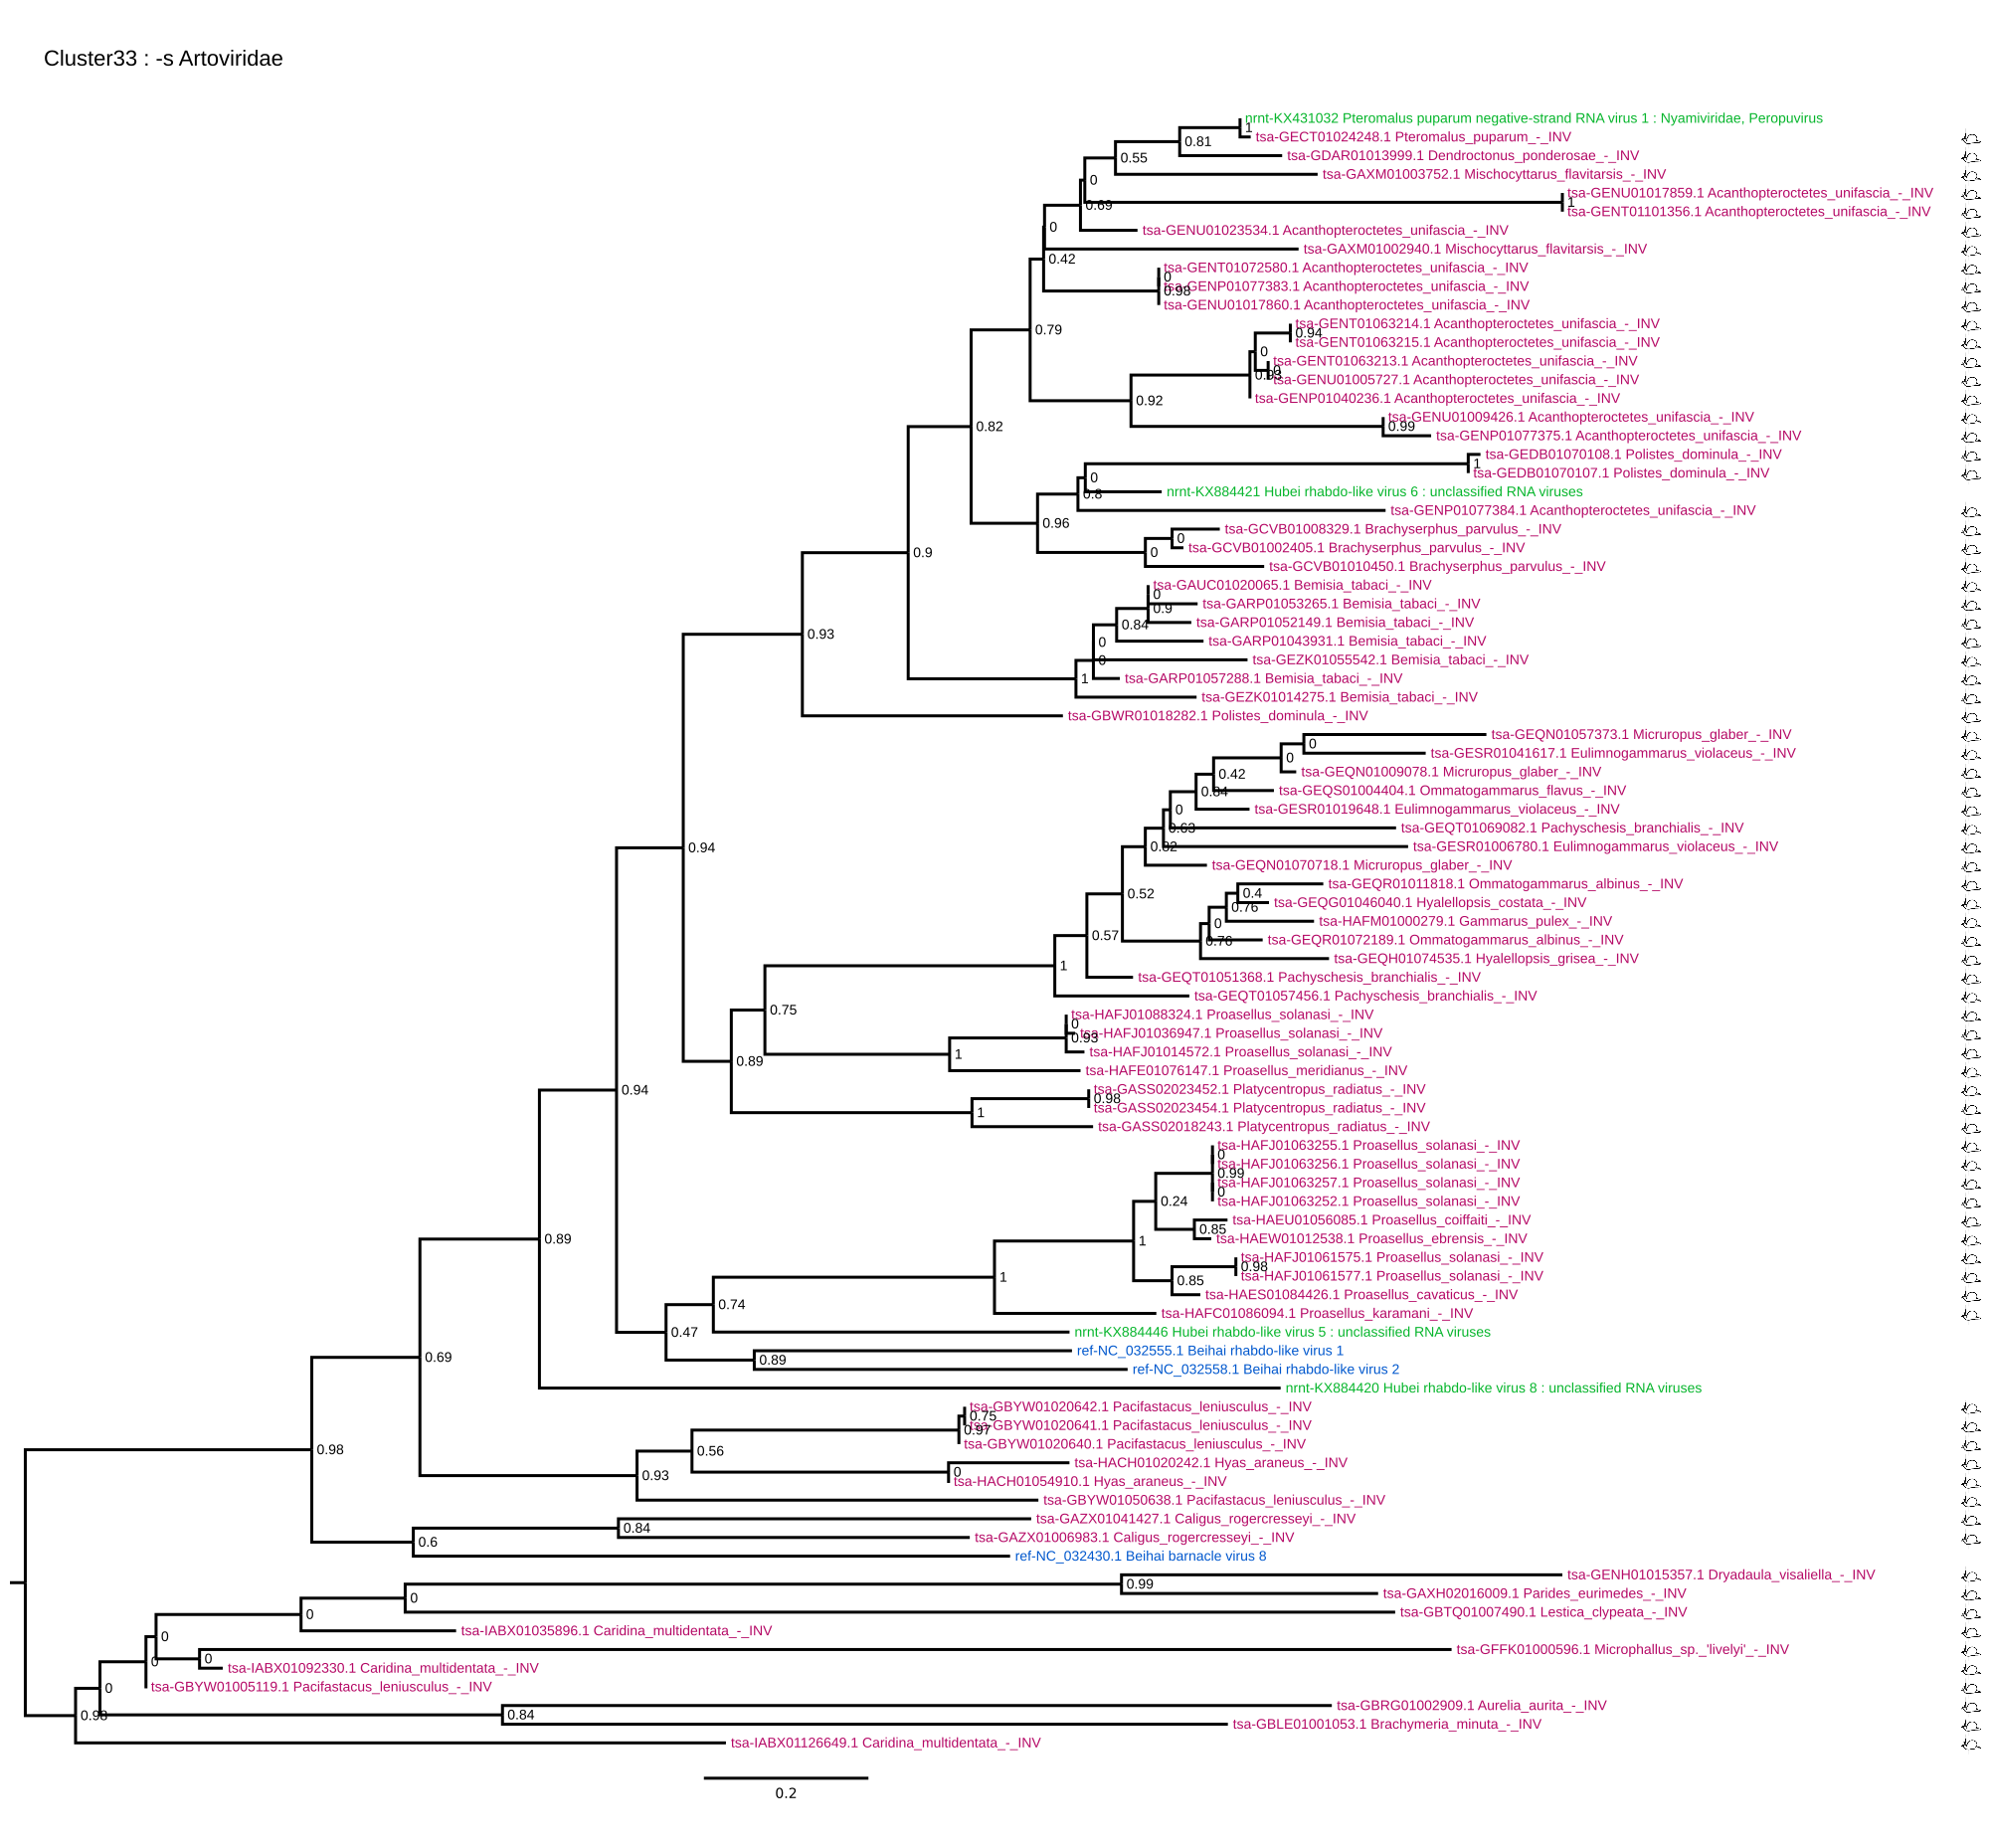 Cluster33 : -s Artoviridae
nrnt-KX431032 Pteromalus puparum negative-strand RNA virus 1 : Nyamiviridae, Peropuvirus
1
tsa-GECT01024248.1 Pteromalus_puparum_-_INV
0.81
tsa-GDAR01013999.1 Dendroctonus_ponderosae_-_INV
0.55
tsa-GAXM01003752.1 Mischocyttarus_flavitarsis_-_INV
0
tsa-GENU01017859.1 Acanthopteroctetes_unifascia_-_INV
1
0.69
tsa-GENT01101356.1 Acanthopteroctetes_unifascia_-_INV
0
tsa-GENU01023534.1 Acanthopteroctetes_unifascia_-_INV
tsa-GAXM01002940.1 Mischocyttarus_flavitarsis_-_INV
0.42
tsa-GENT01072580.1 Acanthopteroctetes_unifascia_-_INV
0
tsa-GENP01077383.1 Acanthopteroctetes_unifascia_-_INV
0.98
tsa-GENU01017860.1 Acanthopteroctetes_unifascia_-_INV
0.79
tsa-GENT01063214.1 Acanthopteroctetes_unifascia_-_INV
0.94
tsa-GENT01063215.1 Acanthopteroctetes_unifascia_-_INV
0
tsa-GENT01063213.1 Acanthopteroctetes_unifascia_-_INV
0
0.93
tsa-GENU01005727.1 Acanthopteroctetes_unifascia_-_INV
tsa-GENP01040236.1 Acanthopteroctetes_unifascia_-_INV
0.92
tsa-GENU01009426.1 Acanthopteroctetes_unifascia_-_INV
0.82
0.99
tsa-GENP01077375.1 Acanthopteroctetes_unifascia_-_INV
tsa-GEDB01070108.1 Polistes_dominula_-_INV
1
tsa-GEDB01070107.1 Polistes_dominula_-_INV
0
nrnt-KX884421 Hubei rhabdo-like virus 6 : unclassified RNA viruses
0.8
tsa-GENP01077384.1 Acanthopteroctetes_unifascia_-_INV
0.96
tsa-GCVB01008329.1 Brachyserphus_parvulus_-_INV
0
tsa-GCVB01002405.1 Brachyserphus_parvulus_-_INV
0.9
0
tsa-GCVB01010450.1 Brachyserphus_parvulus_-_INV
tsa-GAUC01020065.1 Bemisia_tabaci_-_INV
0
tsa-GARP01053265.1 Bemisia_tabaci_-_INV
0.9
tsa-GARP01052149.1 Bemisia_tabaci_-_INV
0.84
0.93
tsa-GARP01043931.1 Bemisia_tabaci_-_INV
0
tsa-GEZK01055542.1 Bemisia_tabaci_-_INV
0
tsa-GARP01057288.1 Bemisia_tabaci_-_INV
1
tsa-GEZK01014275.1 Bemisia_tabaci_-_INV
tsa-GBWR01018282.1 Polistes_dominula_-_INV
tsa-GEQN01057373.1 Micruropus_glaber_-_INV
0
tsa-GESR01041617.1 Eulimnogammarus_violaceus_-_INV
0
tsa-GEQN01009078.1 Micruropus_glaber_-_INV
0.42
tsa-GEQS01004404.1 Ommatogammarus_flavus_-_INV
0.84
tsa-GESR01019648.1 Eulimnogammarus_violaceus_-_INV
0
tsa-GEQT01069082.1 Pachyschesis_branchialis_-_INV
0.63
0.94
0.82
tsa-GESR01006780.1 Eulimnogammarus_violaceus_-_INV
tsa-GEQN01070718.1 Micruropus_glaber_-_INV
0.52
tsa-GEQR01011818.1 Ommatogammarus_albinus_-_INV
0.4
tsa-GEQG01046040.1 Hyalellopsis_costata_-_INV
0.76
tsa-HAFM01000279.1 Gammarus_pulex_-_INV
0
0.57
0.76
tsa-GEQR01072189.1 Ommatogammarus_albinus_-_INV
tsa-GEQH01074535.1 Hyalellopsis_grisea_-_INV
1
tsa-GEQT01051368.1 Pachyschesis_branchialis_-_INV
tsa-GEQT01057456.1 Pachyschesis_branchialis_-_INV
0.75
tsa-HAFJ01088324.1 Proasellus_solanasi_-_INV
0
tsa-HAFJ01036947.1 Proasellus_solanasi_-_INV
0.93
tsa-HAFJ01014572.1 Proasellus_solanasi_-_INV
1
0.89
tsa-HAFE01076147.1 Proasellus_meridianus_-_INV
0.94
tsa-GASS02023452.1 Platycentropus_radiatus_-_INV
0.98
tsa-GASS02023454.1 Platycentropus_radiatus_-_INV
1
tsa-GASS02018243.1 Platycentropus_radiatus_-_INV
tsa-HAFJ01063255.1 Proasellus_solanasi_-_INV
0
tsa-HAFJ01063256.1 Proasellus_solanasi_-_INV
0.99
tsa-HAFJ01063257.1 Proasellus_solanasi_-_INV
0
tsa-HAFJ01063252.1 Proasellus_solanasi_-_INV
0.24
tsa-HAEU01056085.1 Proasellus_coiffaiti_-_INV
0.85
tsa-HAEW01012538.1 Proasellus_ebrensis_-_INV
0.89
1
tsa-HAFJ01061575.1 Proasellus_solanasi_-_INV
0.98
tsa-HAFJ01061577.1 Proasellus_solanasi_-_INV
1
0.85
tsa-HAES01084426.1 Proasellus_cavaticus_-_INV
0.74
tsa-HAFC01086094.1 Proasellus_karamani_-_INV
0.47
nrnt-KX884446 Hubei rhabdo-like virus 5 : unclassified RNA viruses
ref-NC_032555.1 Beihai rhabdo-like virus 1
0.69
0.89
ref-NC_032558.1 Beihai rhabdo-like virus 2
nrnt-KX884420 Hubei rhabdo-like virus 8 : unclassified RNA viruses
tsa-GBYW01020642.1 Pacifastacus_leniusculus_-_INV
0.75
tsa-GBYW01020641.1 Pacifastacus_leniusculus_-_INV
0.97
tsa-GBYW01020640.1 Pacifastacus_leniusculus_-_INV
0.98
0.56
tsa-HACH01020242.1 Hyas_araneus_-_INV
0
0.93
tsa-HACH01054910.1 Hyas_araneus_-_INV
tsa-GBYW01050638.1 Pacifastacus_leniusculus_-_INV
tsa-GAZX01041427.1 Caligus_rogercresseyi_-_INV
0.84
tsa-GAZX01006983.1 Caligus_rogercresseyi_-_INV
0.6
ref-NC_032430.1 Beihai barnacle virus 8
tsa-GENH01015357.1 Dryadaula_visaliella_-_INV
0.99
tsa-GAXH02016009.1 Parides_eurimedes_-_INV
0
tsa-GBTQ01007490.1 Lestica_clypeata_-_INV
0
tsa-IABX01035896.1 Caridina_multidentata_-_INV
0
tsa-GFFK01000596.1 Microphallus_sp._'livelyi'_-_INV
0
0
tsa-IABX01092330.1 Caridina_multidentata_-_INV
tsa-GBYW01005119.1 Pacifastacus_leniusculus_-_INV
0
tsa-GBRG01002909.1 Aurelia_aurita_-_INV
0.84
0.98
tsa-GBLE01001053.1 Brachymeria_minuta_-_INV
tsa-IABX01126649.1 Caridina_multidentata_-_INV
0.2